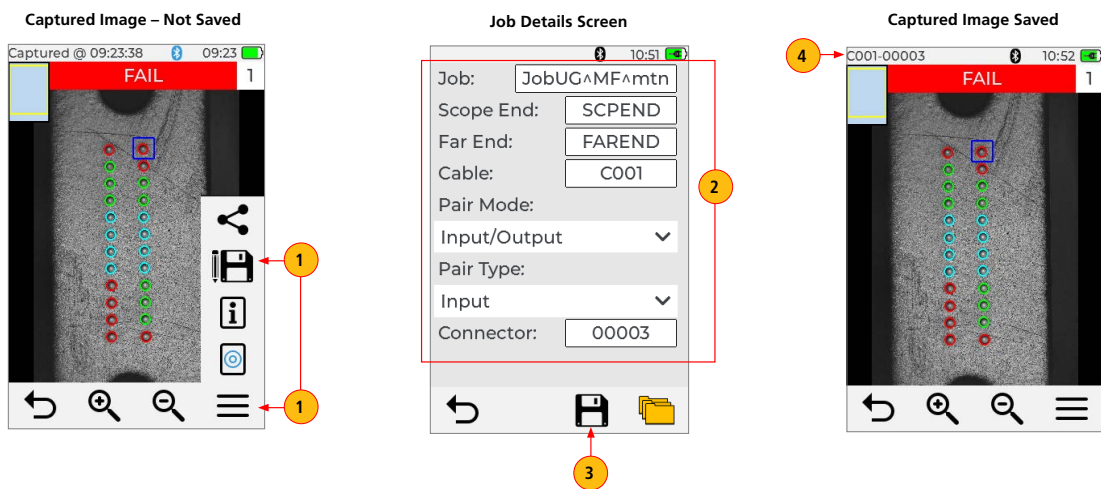 Captured Image – Not Saved
Captured @ 09:23:38 09:23
FAIL 1
1
1
Job Details Screen
10:51
Job: JobUG^MF^mtn
Scope End: SCPEND
Far End: FAREND
Cable: C001
Pair Mode:
Input/Output
Pair Type:
Input
Connector: 00003
2
3
Captured Image Saved
4
C001-00003 10:52
FAIL 1